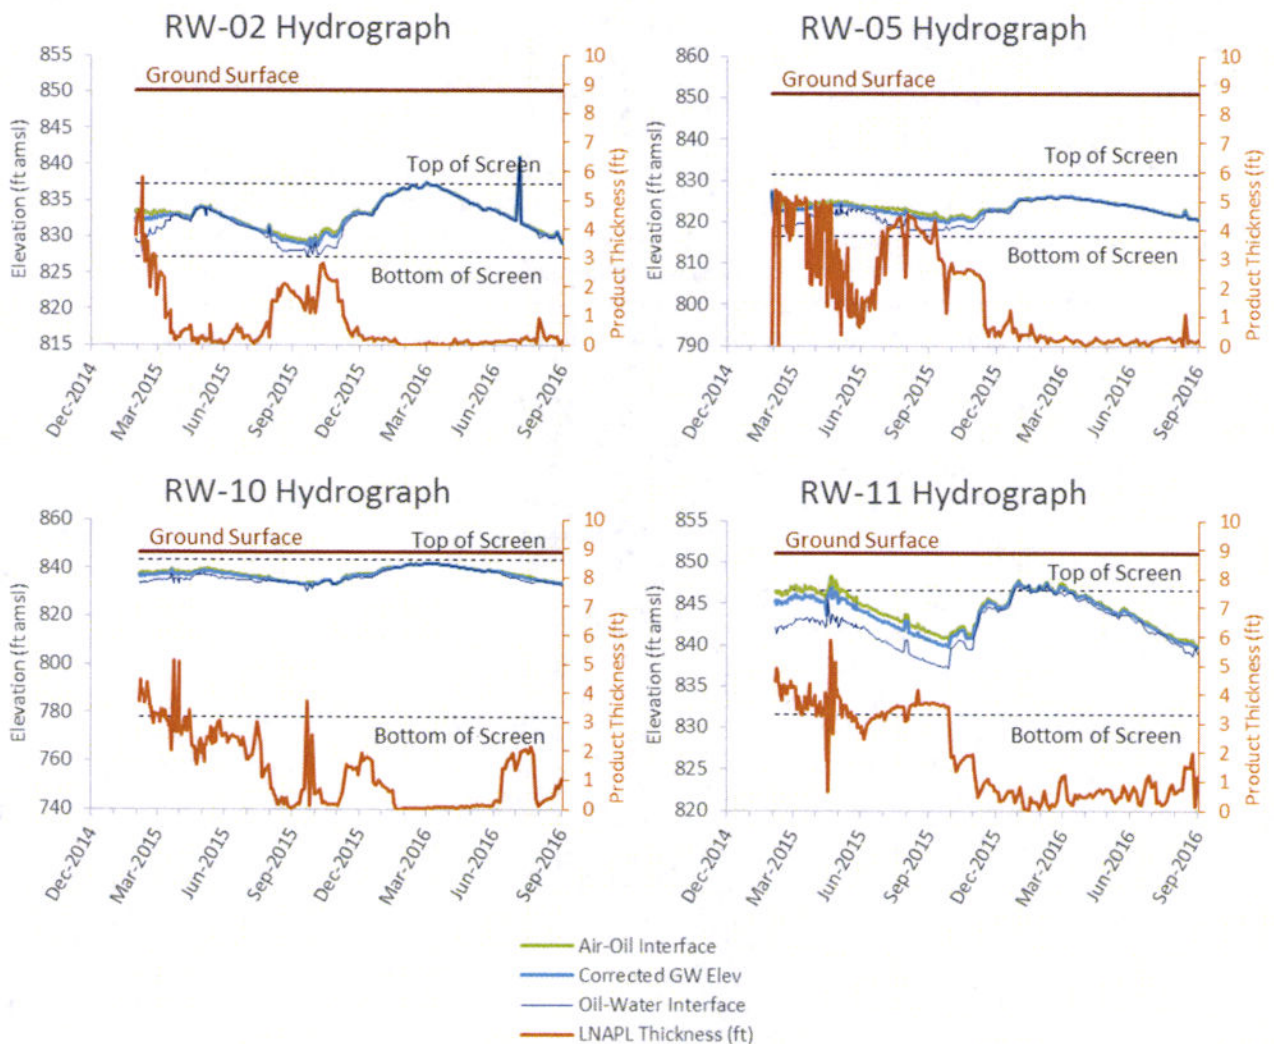 RW-02 Hydrograph
855
850
845
840
835
830
825
820
815
Elevation (ft amsl)
Ground Surface
Top of Screen
Bottom of Screen
10
9
8
7
6
5
4
3
2
1
0
Product Thickness (ft)
Dec-2014
Mar-2015
Jun-2015
Sep-2015
Dec-2015
Mar-2016
Jun-2016
Sep-2016
RW-05 Hydrograph
860
850
840
830
820
810
800
790
Elevation (ft amsl)
Ground Surface
Top of Screen
Bottom of Screen
10
9
8
7
6
5
4
3
2
1
0
Product Thickness (ft)
Dec-2014
Mar-2015
Jun-2015
Sep-2015
Dec-2015
Mar-2016
Jun-2016
Sep-2016
RW-10 Hydrograph
860
840
820
800
780
760
740
Elevation (ft amsl)
Ground Surface
Top of Screen
Bottom of Screen
10
9
8
7
6
5
4
3
2
1
0
Product Thickness (ft)
Dec-2014
Mar-2015
Jun-2015
Sep-2015
Dec-2015
Mar-2016
Jun-2016
Sep-2016
RW-11 Hydrograph
855
850
845
840
835
830
825
820
Elevation (ft amsl)
Ground Surface
Top of Screen
Bottom of Screen
10
9
8
7
6
5
4
3
2
1
0
Product Thickness (ft)
Dec-2014
Mar-2015
Jun-2015
Sep-2015
Dec-2015
Mar-2016
Jun-2016
Sep-2016
Air-Oil Interface
Corrected GW Elev
Oil-Water Interface
LNAPL Thickness (ft)